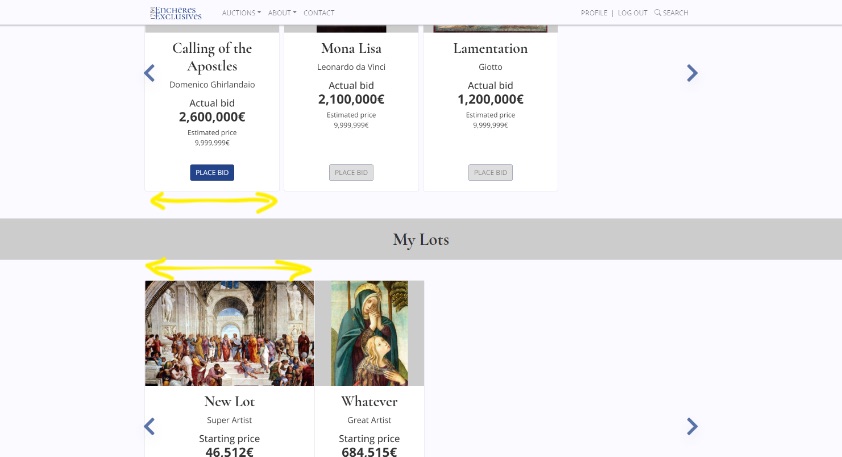 ENCHERES
EXCLUSIVES
AUCTIONS ABOUT CONTACT
PROFILE | LOG OUT SEARCH
Calling of the
Apostles
Domenico Ghirlandaio
Actual bid
2,600,000€
Estimated price
9,999,999€
PLACE BID
Mona Lisa
Leonardo da Vinci
Actual bid
2,100,000€
Estimated price
9,999,999€
PLACE BID
Lamentation
Giotto
Actual bid
1,200,000€
Estimated price
9,999,999€
PLACE BID
My Lots
New Lot
Super Artist
Starting price
46,512€
Whatever
Great Artist
Starting price
684,515€